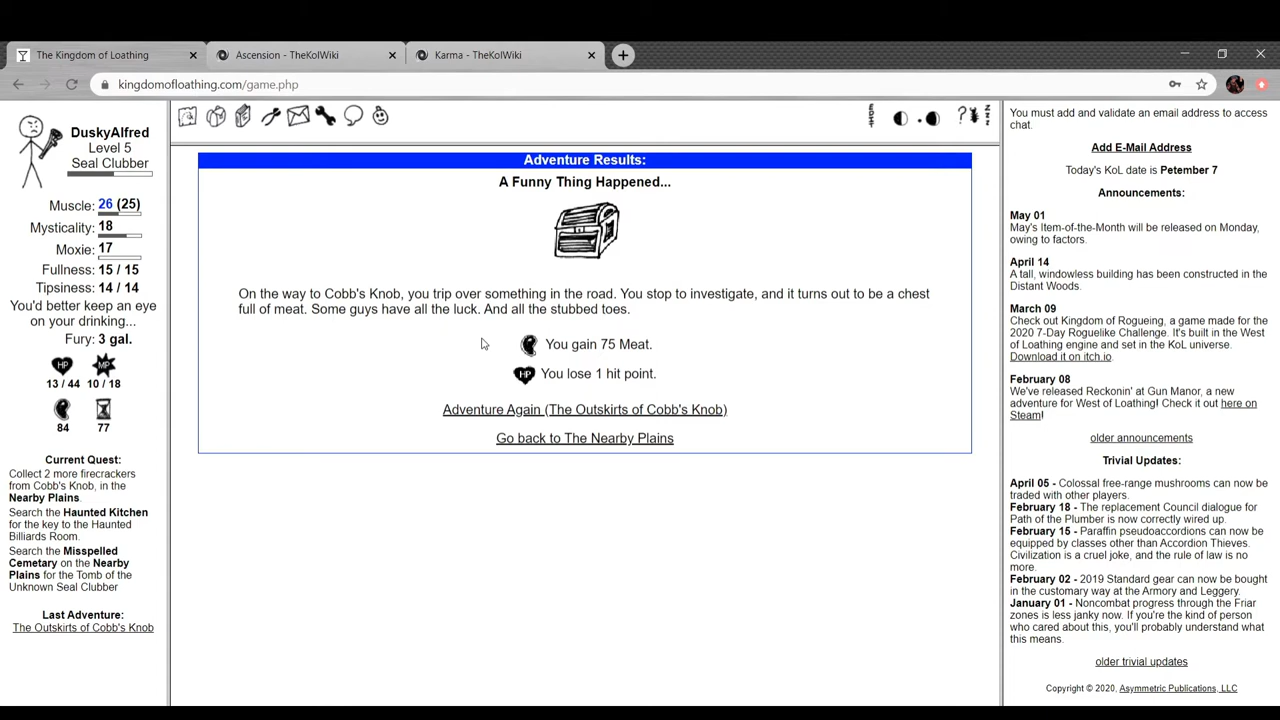 The Kingdom of Loathing
Ascension - TheKolWiki
Karma - TheKolWiki
kingdomofloathing.com/game.php
DuskyAlfred
Level 5
Seal Clubber
Muscle: 26 (25)
Mysticality: 18
Moxie: 17
Fullness: 15 / 15
Tipsiness: 14 / 14
You'd better keep an eye
on your drinking...
Fury: 3 gal.
HP MP
13 / 44 10 / 18
84 77
Current Quest:
Collect 2 more firecrackers
from Cobb's Knob, in the
Nearby Plains.
Search the Haunted Kitchen
for the key to the Haunted
Billiards Room.
Search the Misspelled
Cemetary on the Nearby
Plains for the Tomb of the
Unknown Seal Clubber
Last Adventure:
The Outskirts of Cobb's Knob
EDIT
? Zzz
Adventure Results:
A Funny Thing Happened...
On the way to Cobb's Knob, you trip over something in the road. You stop to investigate, and it turns out to be a chest
full of meat. Some guys have all the luck. And all the stubbed toes.
You gain 75 Meat.
HP You lose 1 hit point.
Adventure Again (The Outskirts of Cobb's Knob)
Go back to The Nearby Plains
You must add and validate an email address to access
chat.
Add E-Mail Address
Today's KoL date is Petember 7
Announcements:
May 01
May's Item-of-the-Month will be released on Monday,
owing to factors.
April 14
A tall, windowless building has been constructed in the
Distant Woods.
March 09
Check out Kingdom of Rogueing, a game made for the
2020 7-Day Roguelike Challenge. It's built in the West
of Loathing engine and set in the KoL universe.
Download it on itch.io.
February 08
We've released Reckonin' at Gun Manor, a new
adventure for West of Loathing! Check it out here on
Steam!
older announcements
Trivial Updates:
April 05 - Colossal free-range mushrooms can now be
traded with other players.
February 18 - The replacement Council dialogue for
Path of the Plumber is now correctly wired up.
February 15 - Paraffin pseudoaccordions can now be
equipped by classes other than Accordion Thieves.
Civilization is a cruel joke, and the rule of law is no
more.
February 02 - 2019 Standard gear can now be bought
in the customary way at the Armory and Leggery.
January 01 - Noncombat progress through the Friar
zones is less janky now. If you're the kind of person
who cared about this, you'll probably understand what
this means.
older trivial updates
Copyright © 2020, Asymmetric Publications, LLC